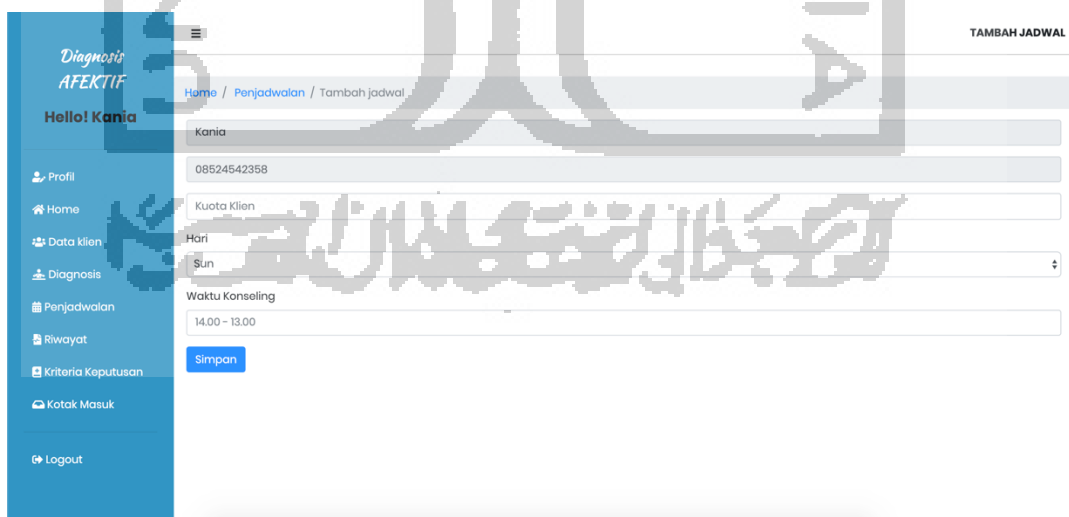 Diagnosis
AFEKTIF
Hello! Kania
Profil
Home
Data klien
Diagnosis
Penjadwalan
Riwayat
Kriteria Keputusan
Kotak Masuk
Logout
TAMBAH JADWAL
Home / Penjadwalan / Tambah jadwal
Kania
08524542358
Kuota Klien
Hari
Sun
Waktu Konseling
14.00 - 13.00
Simpan